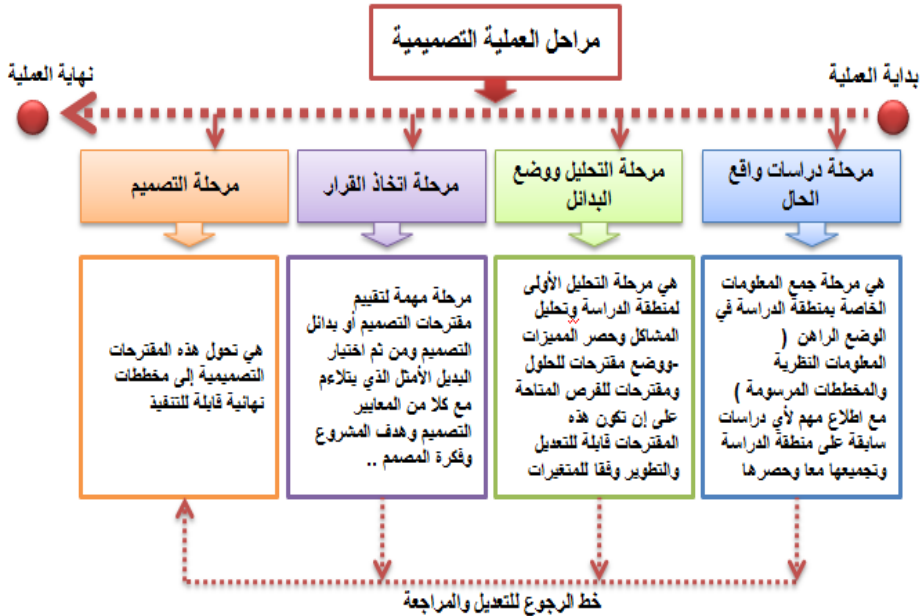 مراحل العملية التصميمية
بداية العملية
نهاية العملية
مرحلة دراسات واقع
الحال
مرحلة التحليل ووضع
البدائل
مرحلة اتخاذ القرار
مرحلة التصميم
هي مرحلة جمع المعلومات
الخاصة بمنطقة الدراسة في
الوضع الراهن (
المعلومات النظرية
والمخططات المرسومة )
مع اطلاع مهم لأي دراسات
سابقة على منطقة الدراسة
وتجميعها معا وحصرها
هي مرحلة التحليل الأولى
لمنطقة الدراسة وتحليل
المشاكل وحصر المميزات
-ووضع مقترحات للحلول
ومقترحات للفرص المتاحة
على إن تكون هذه
المقترحات قابلة للتعديل
والتطوير وفقا للمتغيرات
مرحلة مهمة لتقييم
مقترحات التصميم أو بدائل
التصميم ومن ثم اختيار
البديل الأمثل الذي يتلاءم
مع كلا من المعايير
التصميم وهدف المشروع
وفكرة المصمم ..
هي تحول هذه المقترحات
التصميمية إلى مخططات
نهائية قابلة للتنفيذ
خط الرجوع للتعديل والمراجعة